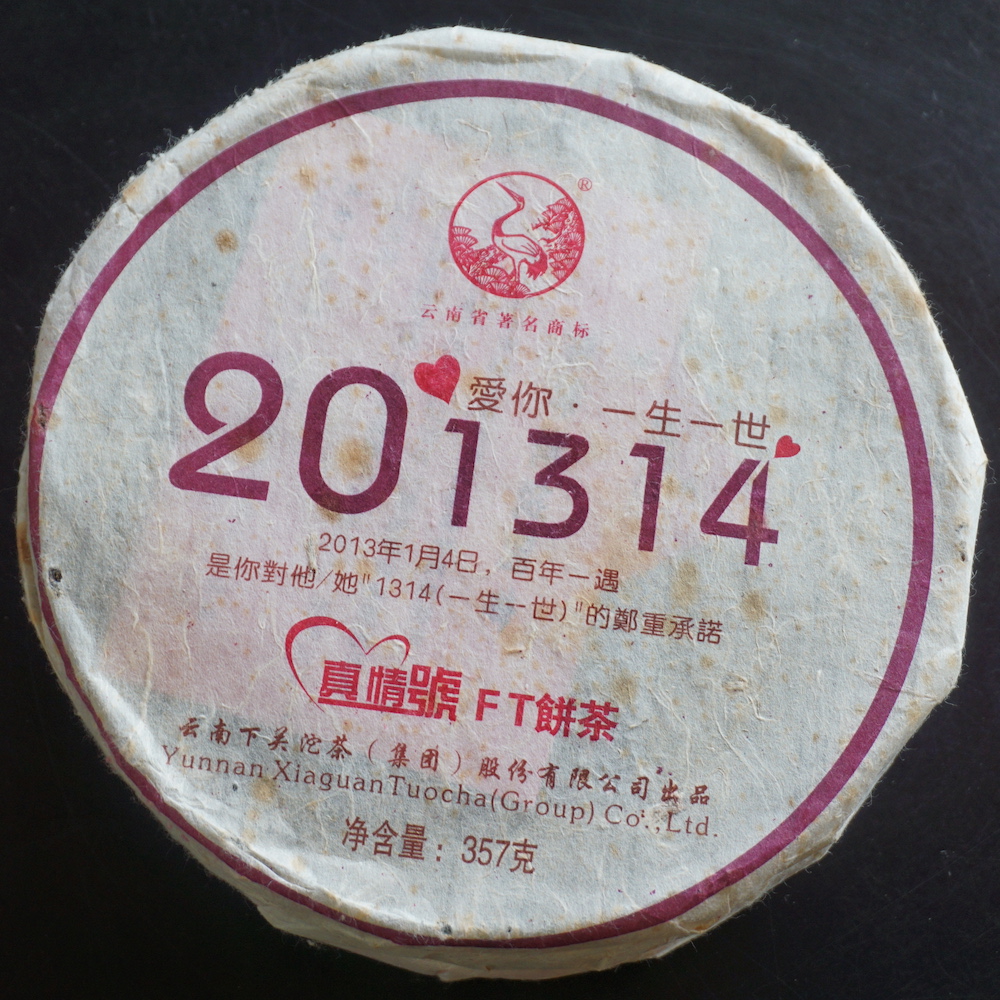 ®
云南省著名商标
愛你·一生一世
201314
2013年1月4日，百年一遇
是你對他/她"1314(一生一世)"的鄭重承諾
真情號 FT餅茶
云南下关沱茶（集团）股份有限公司出品
Yunnan XiaguanTuocha(Group) Co.,Ltd.
净含量：357克